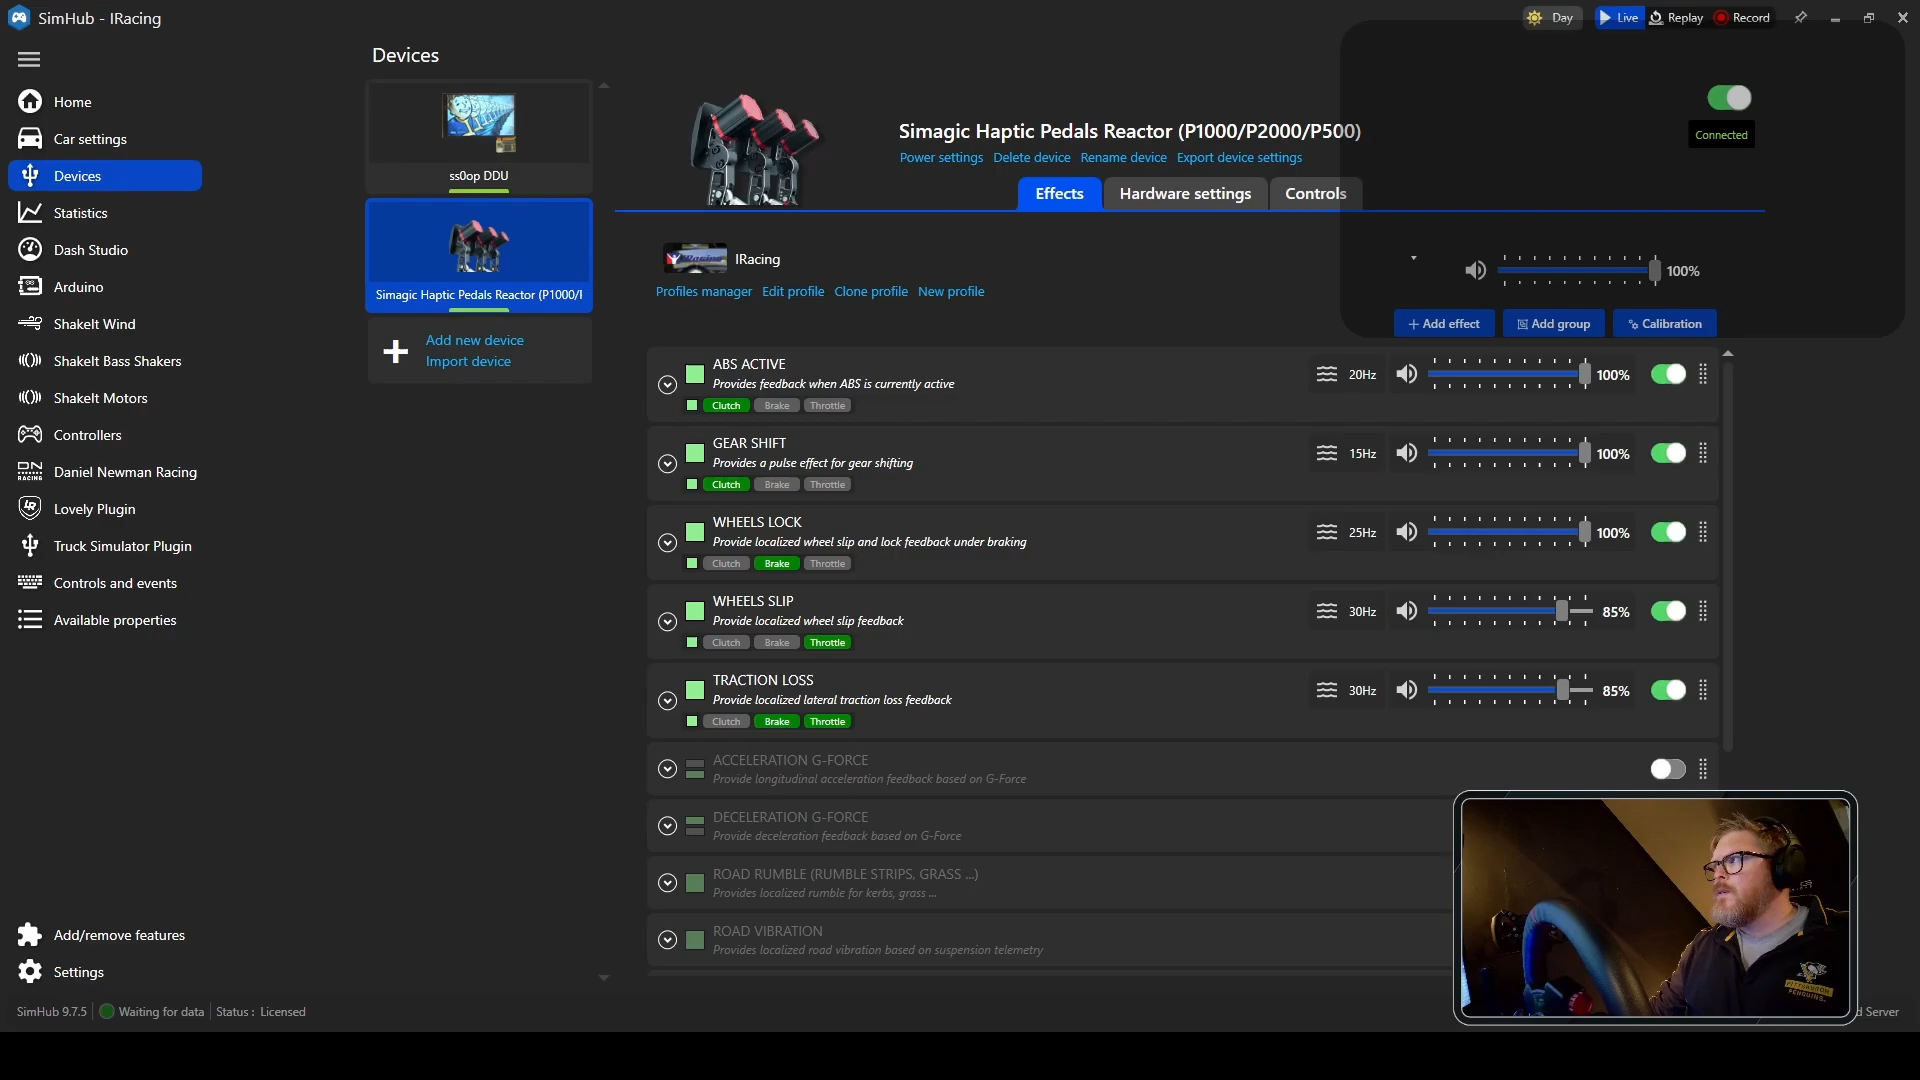 SimHub - IRacing
Day
Live
Replay
Record
Home
Car settings
Devices
Statistics
Dash Studio
Arduino
ShakeIt Wind
ShakeIt Bass Shakers
ShakeIt Motors
Controllers
DN RACING
Daniel Newman Racing
Lovely Plugin
Truck Simulator Plugin
Controls and events
Available properties
Add/remove features
Settings
SimHub 9.7.5
Waiting for data
Status : Licensed
Devices
ss0op DDU
Simagic Haptic Pedals Reactor (P1000/
Add new device
Import device
Simagic Haptic Pedals Reactor (P1000/P2000/P500)
Power settings Delete device Rename device Export device settings
Connected
Effects
Hardware settings
Controls
IRacing
Profiles manager Edit profile Clone profile New profile
100%
Add effect
Add group
Calibration
ABS ACTIVE
Provides feedback when ABS is currently active
Clutch Brake Throttle
20Hz
100%
GEAR SHIFT
Provides a pulse effect for gear shifting
Clutch Brake Throttle
15Hz
100%
WHEELS LOCK
Provide localized wheel slip and lock feedback under braking
Clutch Brake Throttle
25Hz
100%
WHEELS SLIP
Provide localized wheel slip feedback
Clutch Brake Throttle
30Hz
85%
TRACTION LOSS
Provide localized lateral traction loss feedback
Clutch Brake Throttle
30Hz
85%
ACCELERATION G-FORCE
Provide longitudinal acceleration feedback based on G-Force
DECELERATION G-FORCE
Provide deceleration feedback based on G-Force
ROAD RUMBLE (RUMBLE STRIPS, GRASS ...)
Provides localized rumble for kerbs, grass ...
ROAD VIBRATION
Provides localized road vibration based on suspension telemetry
PITTSBURGH
PENGUINS
d Server